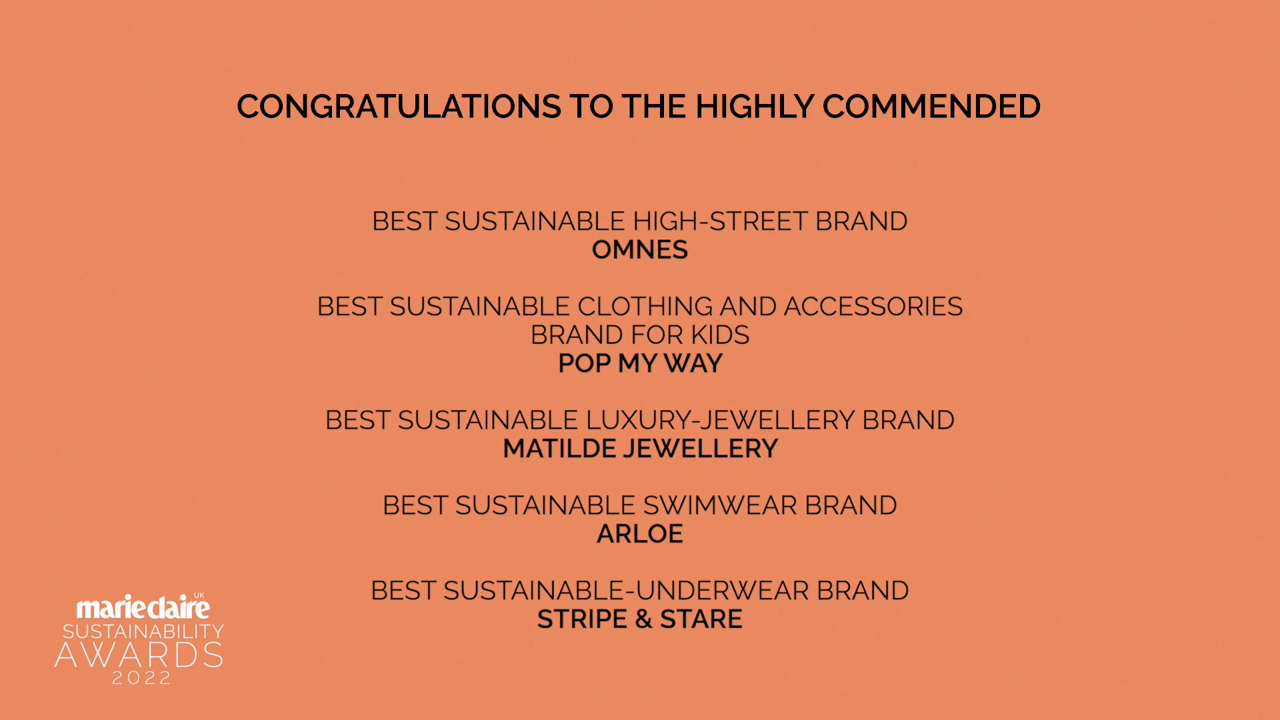 CONGRATULATIONS TO THE HIGHLY COMMENDED
BEST SUSTAINABLE HIGH-STREET BRAND
OMNES
BEST SUSTAINABLE CLOTHING AND ACCESSORIES
BRAND FOR KIDS
POP MY WAY
BEST SUSTAINABLE LUXURY-JEWELLERY BRAND
MATILDE JEWELLERY
BEST SUSTAINABLE SWIMWEAR BRAND
ARLOE
BEST SUSTAINABLE-UNDERWEAR BRAND
STRIPE & STARE
marie claire UK
SUSTAINABILITY
AWARDS
2022